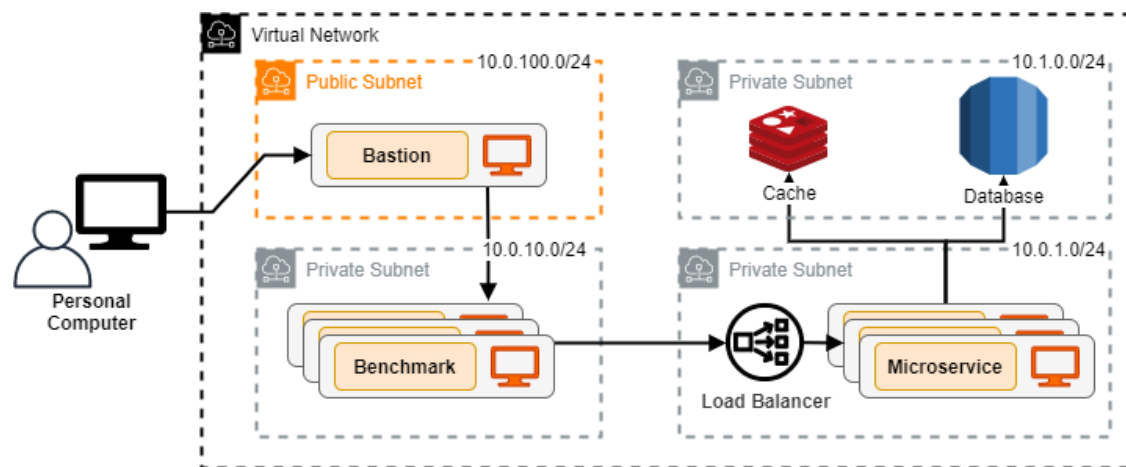 Virtual Network
10.0.100.0/24
Public Subnet
Bastion
10.1.0.0/24
Private Subnet
Cache
Database
Personal
Computer
10.0.10.0/24
Private Subnet
Benchmark
10.0.1.0/24
Private Subnet
Load Balancer
Microservice